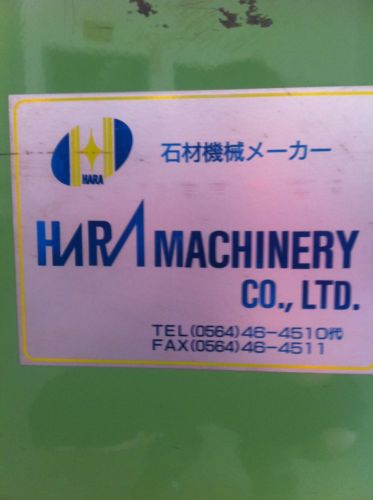 HARA
石材機械メーカー
HARA MACHINERY
CO., LTD.
TEL(0564)46-4510代
FAX(0564)46-4511